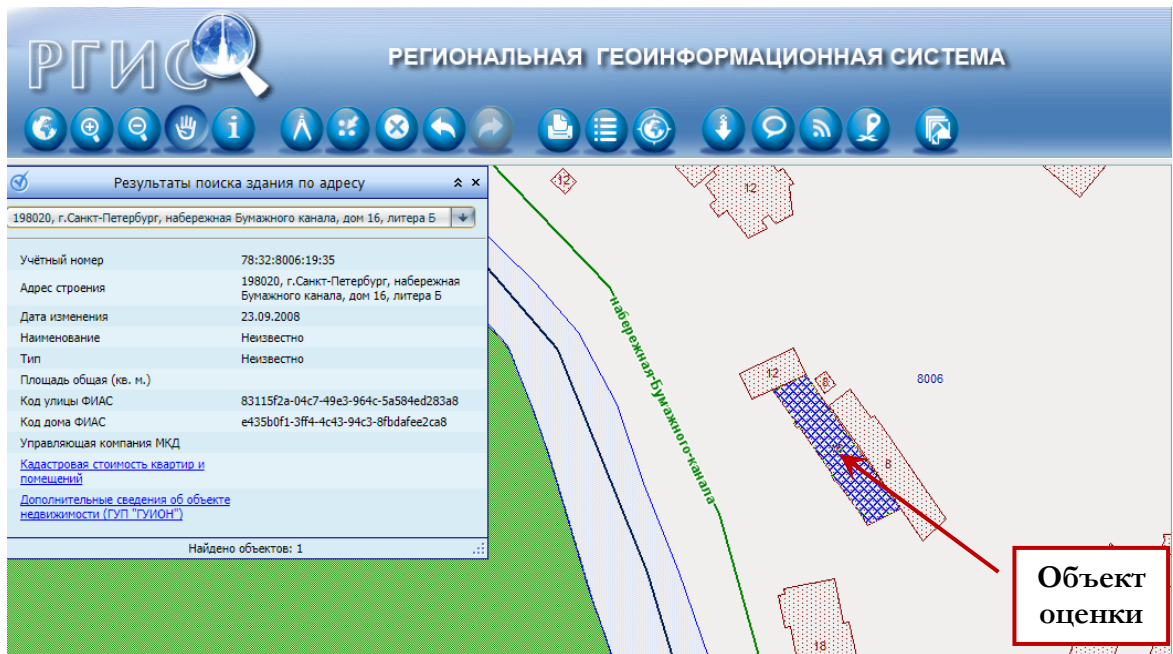 РГИС
РЕГИОНАЛЬНАЯ ГЕОИНФОРМАЦИОННАЯ СИСТЕМА
Результаты поиска здания по адресу
198020, г.Санкт-Петербург, набережная Бумажного канала, дом 16, литера Б
Учётный номер 78:32:8006:19:35
Адрес строения 198020, г.Санкт-Петербург, набережная
Бумажного канала, дом 16, литера Б
Дата изменения 23.09.2008
Наименование Неизвестно
Тип Неизвестно
Площадь общая (кв. м.)
Код улицы ФИАС 83115f2a-04c7-49e3-964c-5a584ed283a8
Код дома ФИАС e435b0f1-3ff4-4c43-94c3-8fbdafee2ca8
Управляющая компания МКД
Кадастровая стоимость квартир и
помещений
Дополнительные сведения об объекте
недвижимости (ГУП "ГУИОН")
Найдено объектов: 1
12
12
набережная-Бумажного-канала
12
8
8006
8
18
Объект
оценки